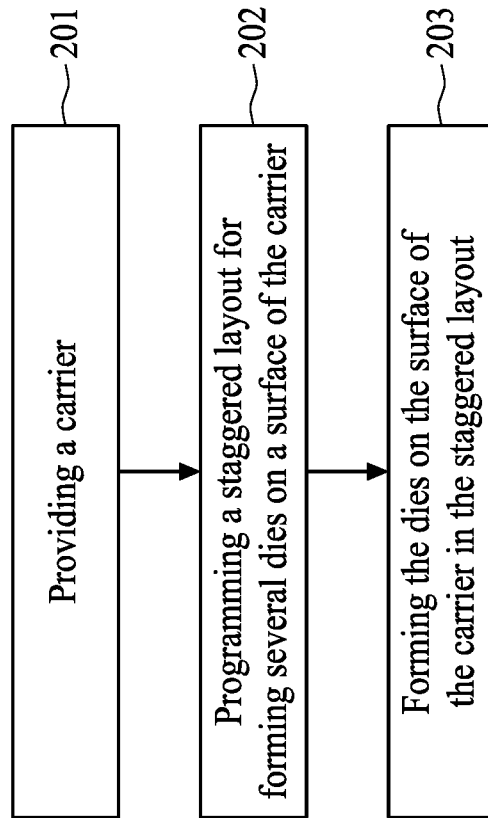 Providing a carrier
201
Programming a staggered layout for
forming several dies on a surface of the carrier
202
Forming the dies on the surface of
the carrier in the staggered layout
203